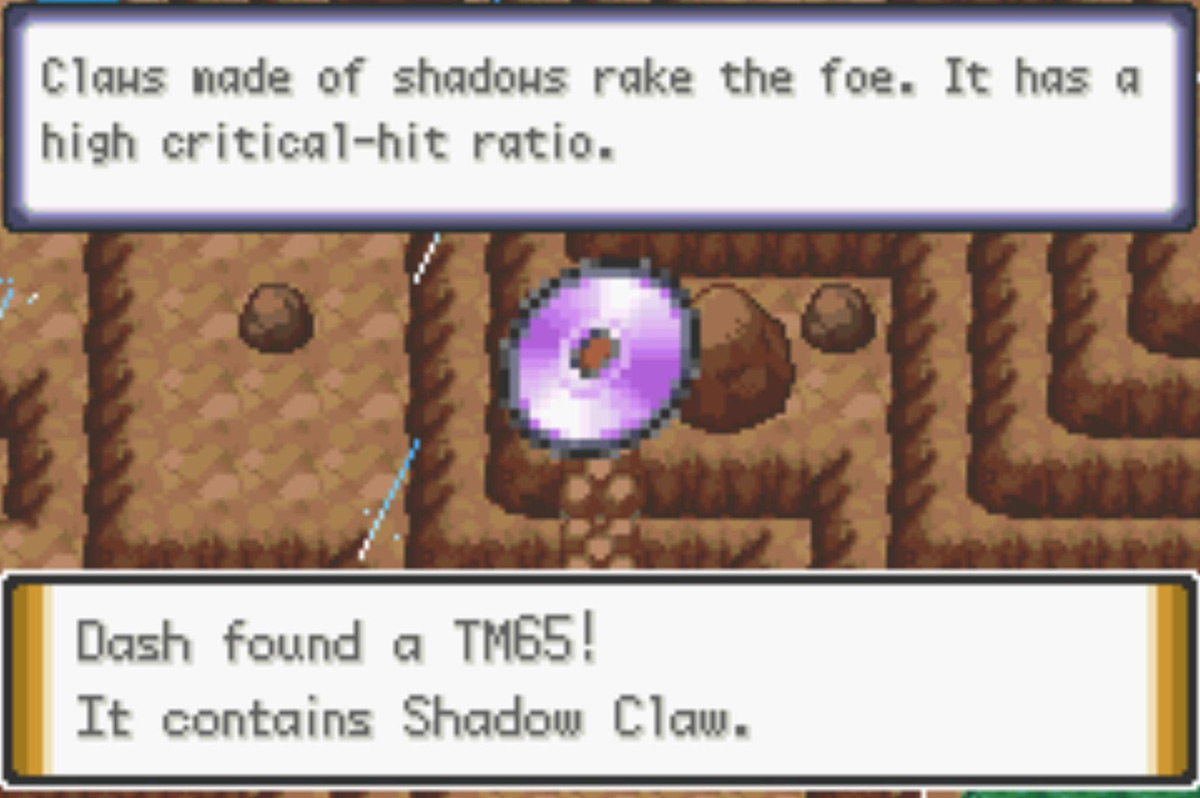 Claws made of shadows rake the foe. It has a
high critical-hit ratio.
Dash found a TM65!
It contains Shadow Claw.